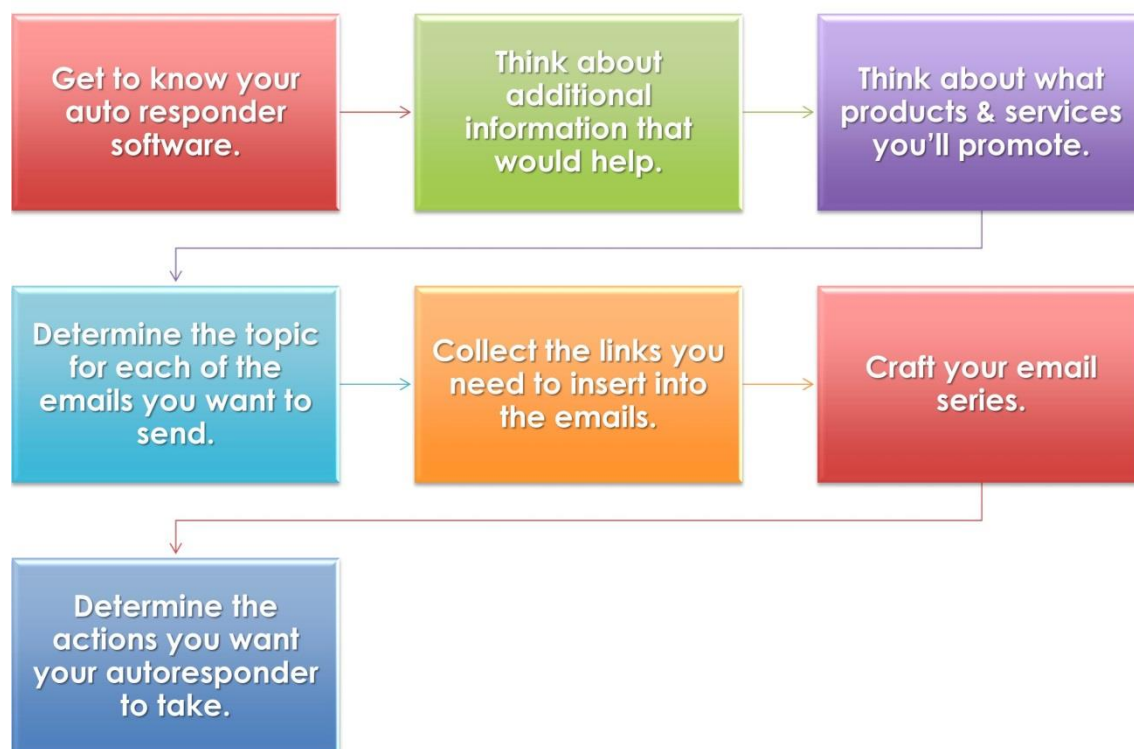 Get to know your
auto responder
software.
Think about
additional
information that
would help.
Think about what
products & services
you'll promote.
Determine the topic
for each of the
emails you want to
send.
Collect the links you
need to insert into
the emails.
Craft your email
series.
Determine the
actions you want
your autoresponder
to take.